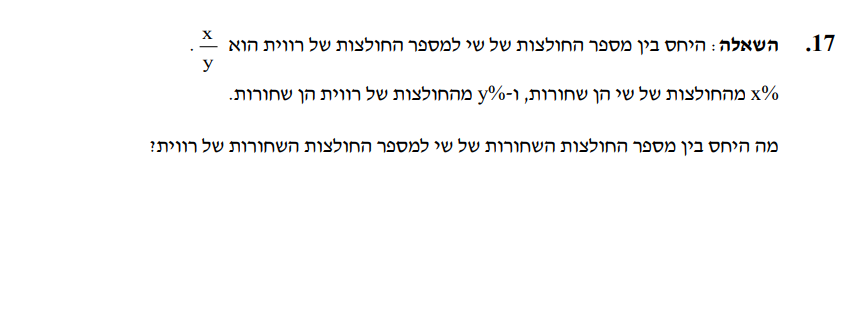 17. השאלה: היחס בין מספר החולצות של שי למספר החולצות של רווית הוא x/y.
x% מהחולצות של שי הן שחורות, ו-y% מהחולצות של רווית הן שחורות.
מה היחס בין מספר החולצות השחורות של שי למספר החולצות השחורות של רווית?